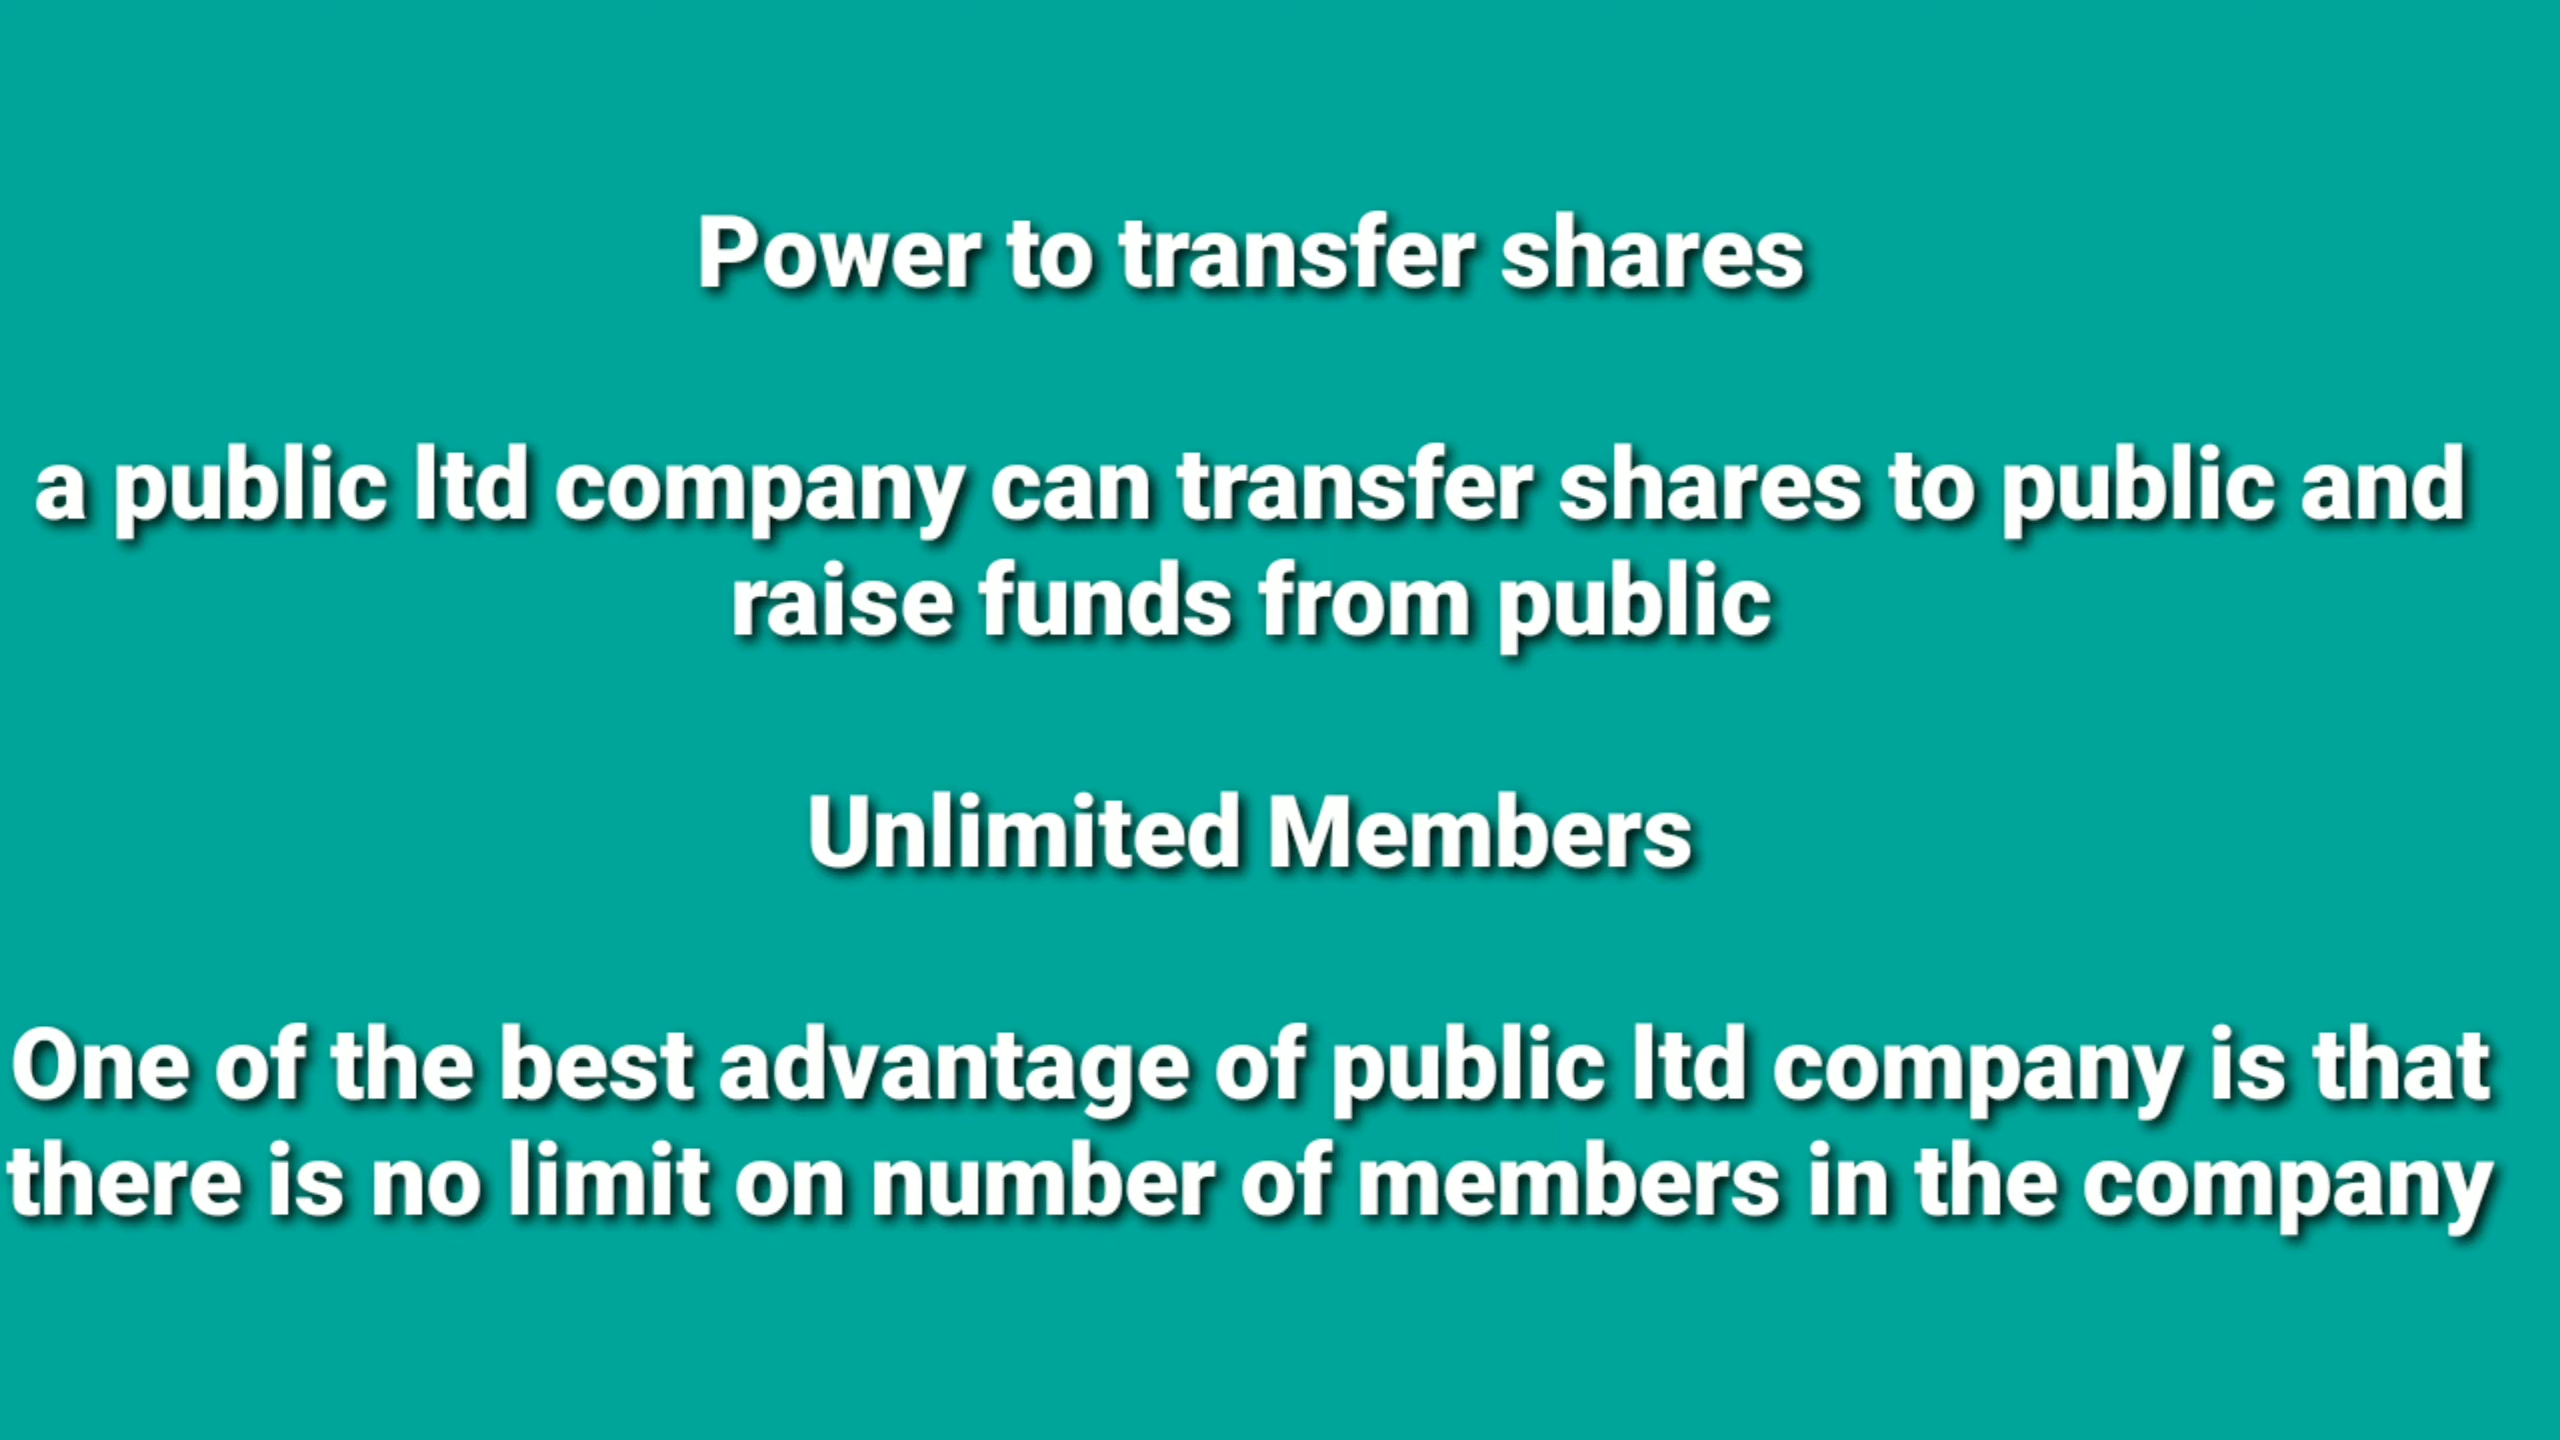 Power to transfer shares
a public ltd company can transfer shares to public and
raise funds from public
Unlimited Members
One of the best advantage of public ltd company is that
there is no limit on number of members in the company